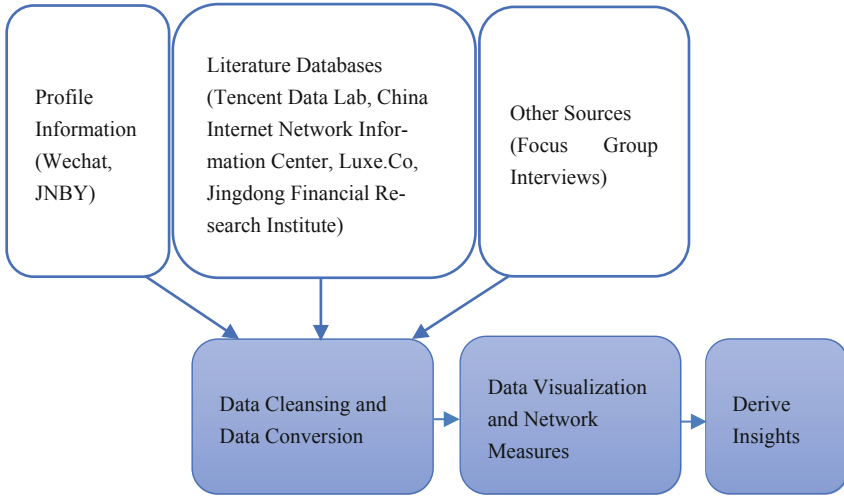 Profile
Information
(Wechat,
JNBY)
Literature Databases
(Tencent Data Lab, China
Internet Network Infor-
mation Center, Luxe.Co,
Jingdong Financial Re-
search Institute)
Other Sources
(Focus Group
Interviews)
Data Cleansing and
Data Conversion
Data Visualization
and Network
Measures
Derive
Insights